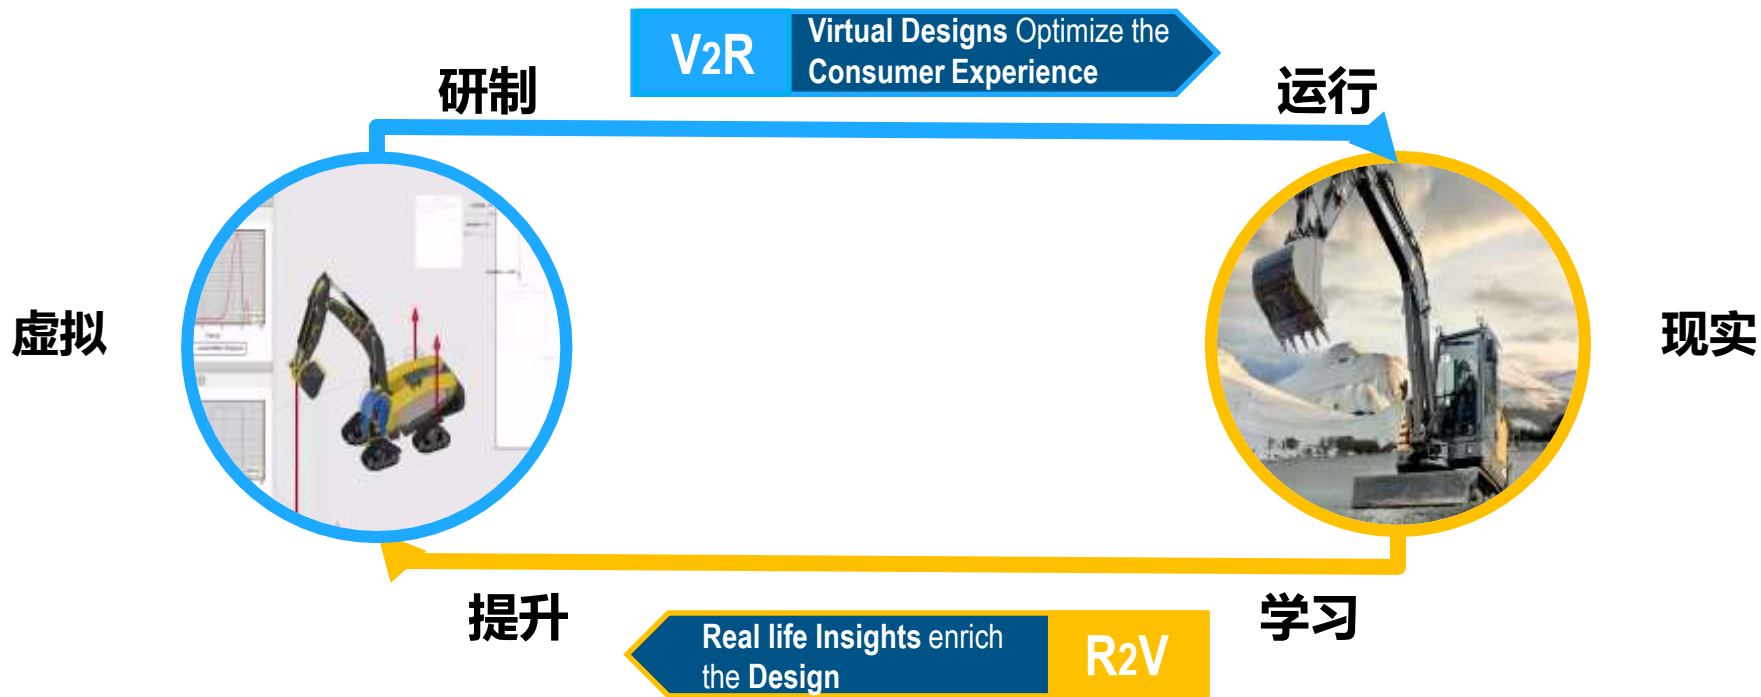 V2R
Virtual Designs Optimize the
Consumer Experience
研制
运行
虚拟
现实
提升
学习
Real life Insights enrich
the Design
R2V